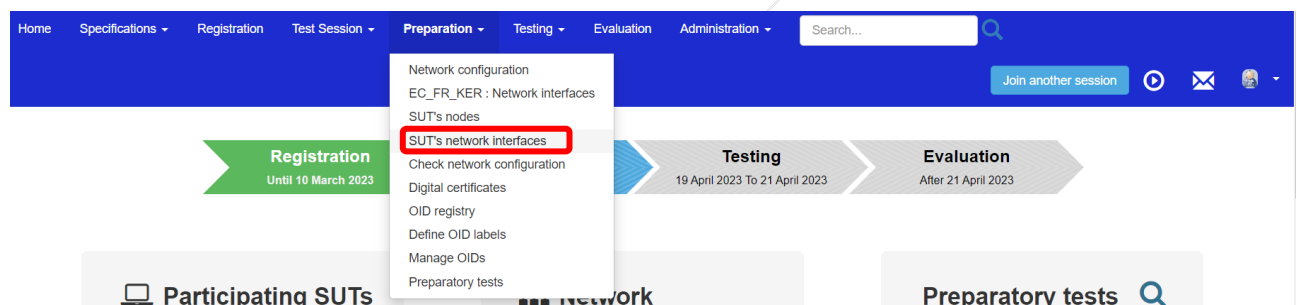 Home Specifications Registration Test Session Preparation Testing Evaluation Administration Search...
Join another session
Network configuration
EC_FR_KER : Network interfaces
SUT's nodes
SUT's network interfaces
Check network configuration
Digital certificates
OID registry
Define OID labels
Manage OIDs
Preparatory tests
Registration
Until 10 March 2023
Testing
19 April 2023 To 21 April 2023
Evaluation
After 21 April 2023
Participating SUTs
Network
Preparatory tests